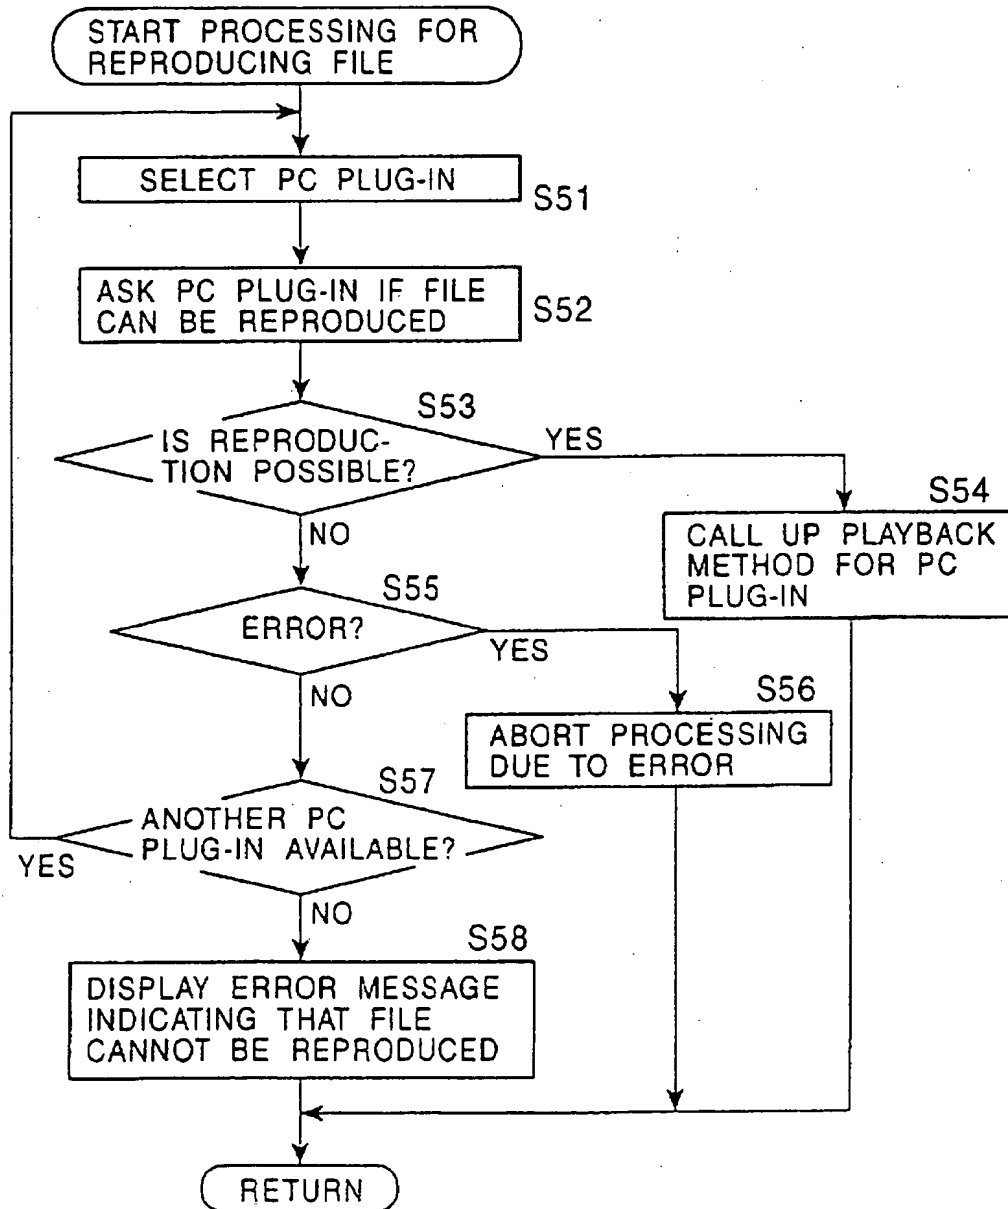 START PROCESSING FOR
REPRODUCING FILE
SELECT PC PLUG-IN
S51
ASK PC PLUG-IN IF FILE
CAN BE REPRODUCED
S52
S53
IS REPRODUC-
TION POSSIBLE?
YES
NO
S54
CALL UP PLAYBACK
METHOD FOR PC
PLUG-IN
S55
ERROR?
YES
NO
S56
ABORT PROCESSING
DUE TO ERROR
S57
ANOTHER PC
PLUG-IN AVAILABLE?
YES
NO
S58
DISPLAY ERROR MESSAGE
INDICATING THAT FILE
CANNOT BE REPRODUCED
RETURN